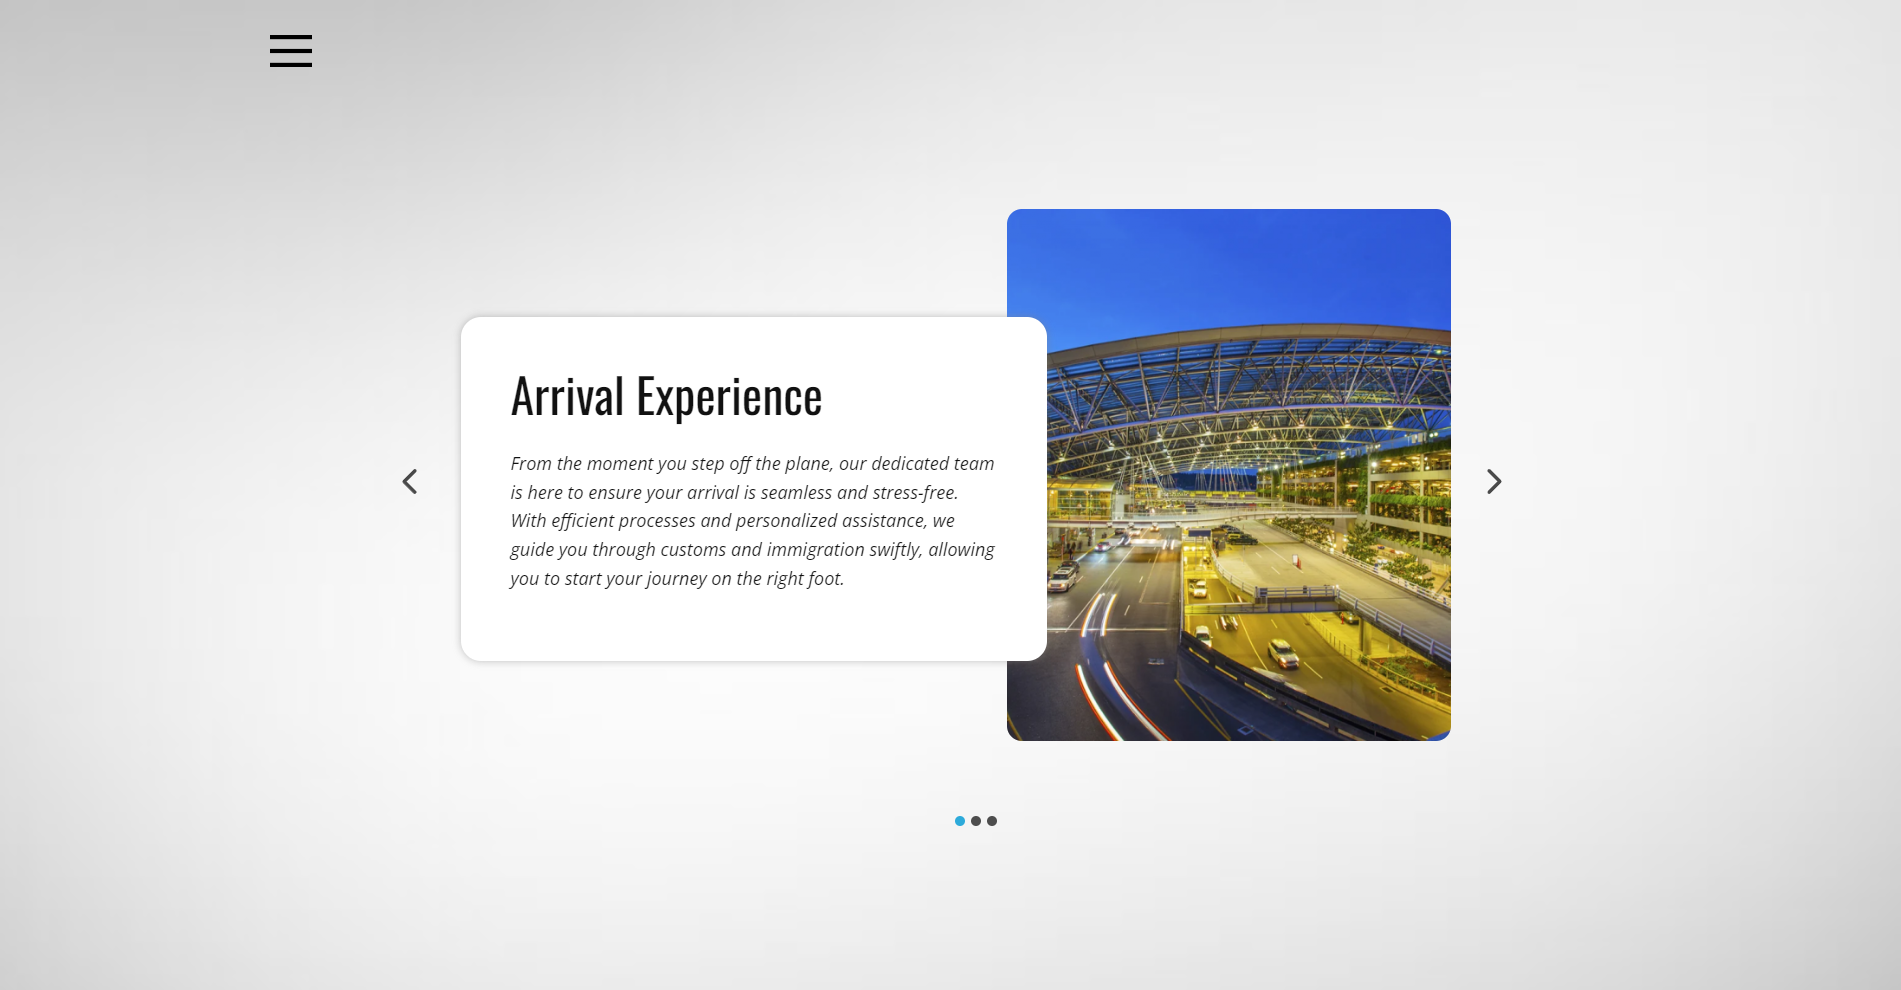 Arrival Experience
From the moment you step off the plane, our dedicated team
is here to ensure your arrival is seamless and stress-free.
With efficient processes and personalized assistance, we
guide you through customs and immigration swiftly, allowing
you to start your journey on the right foot.